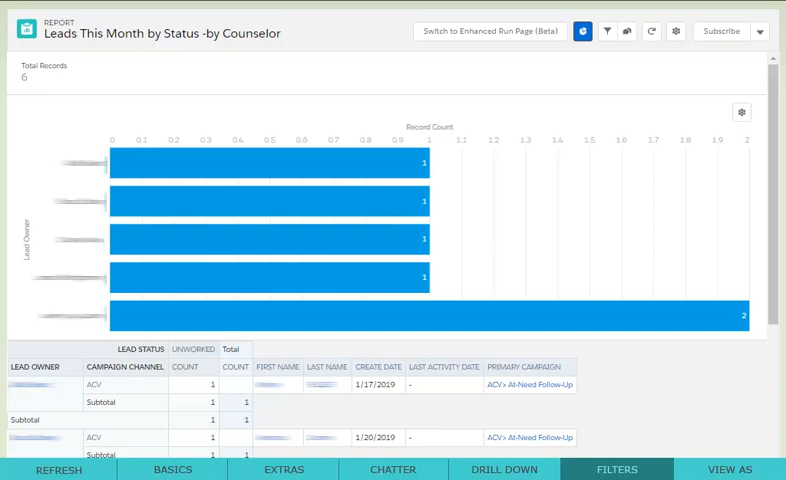 REPORT
Leads This Month by Status -by Counselor
Switch to Enhanced Run Page (Beta)
Subscribe
Total Records
6
Record Count
0 0.1 0.2 0.3 0.4 0.5 0.6 0.7 0.8 0.9 1 1.1 1.2 1.3 1.4 1.5 1.6 1.7 1.8 1.9 2
Lead Owner
1
1
1
1
2
LEAD STATUS UNWORKED Total
LEAD OWNER CAMPAIGN CHANNEL COUNT COUNT FIRST NAME LAST NAME CREATE DATE LAST ACTIVITY DATE PRIMARY CAMPAIGN
ACV 1 1/17/2019 - ACV> At-Need Follow-Up
Subtotal 1 1
Subtotal 1 1
ACV 1 1/20/2019 - ACV> At-Need Follow-Up
Subtotal 1 1
REFRESH BASICS EXTRAS CHATTER DRILL DOWN FILTERS VIEW AS